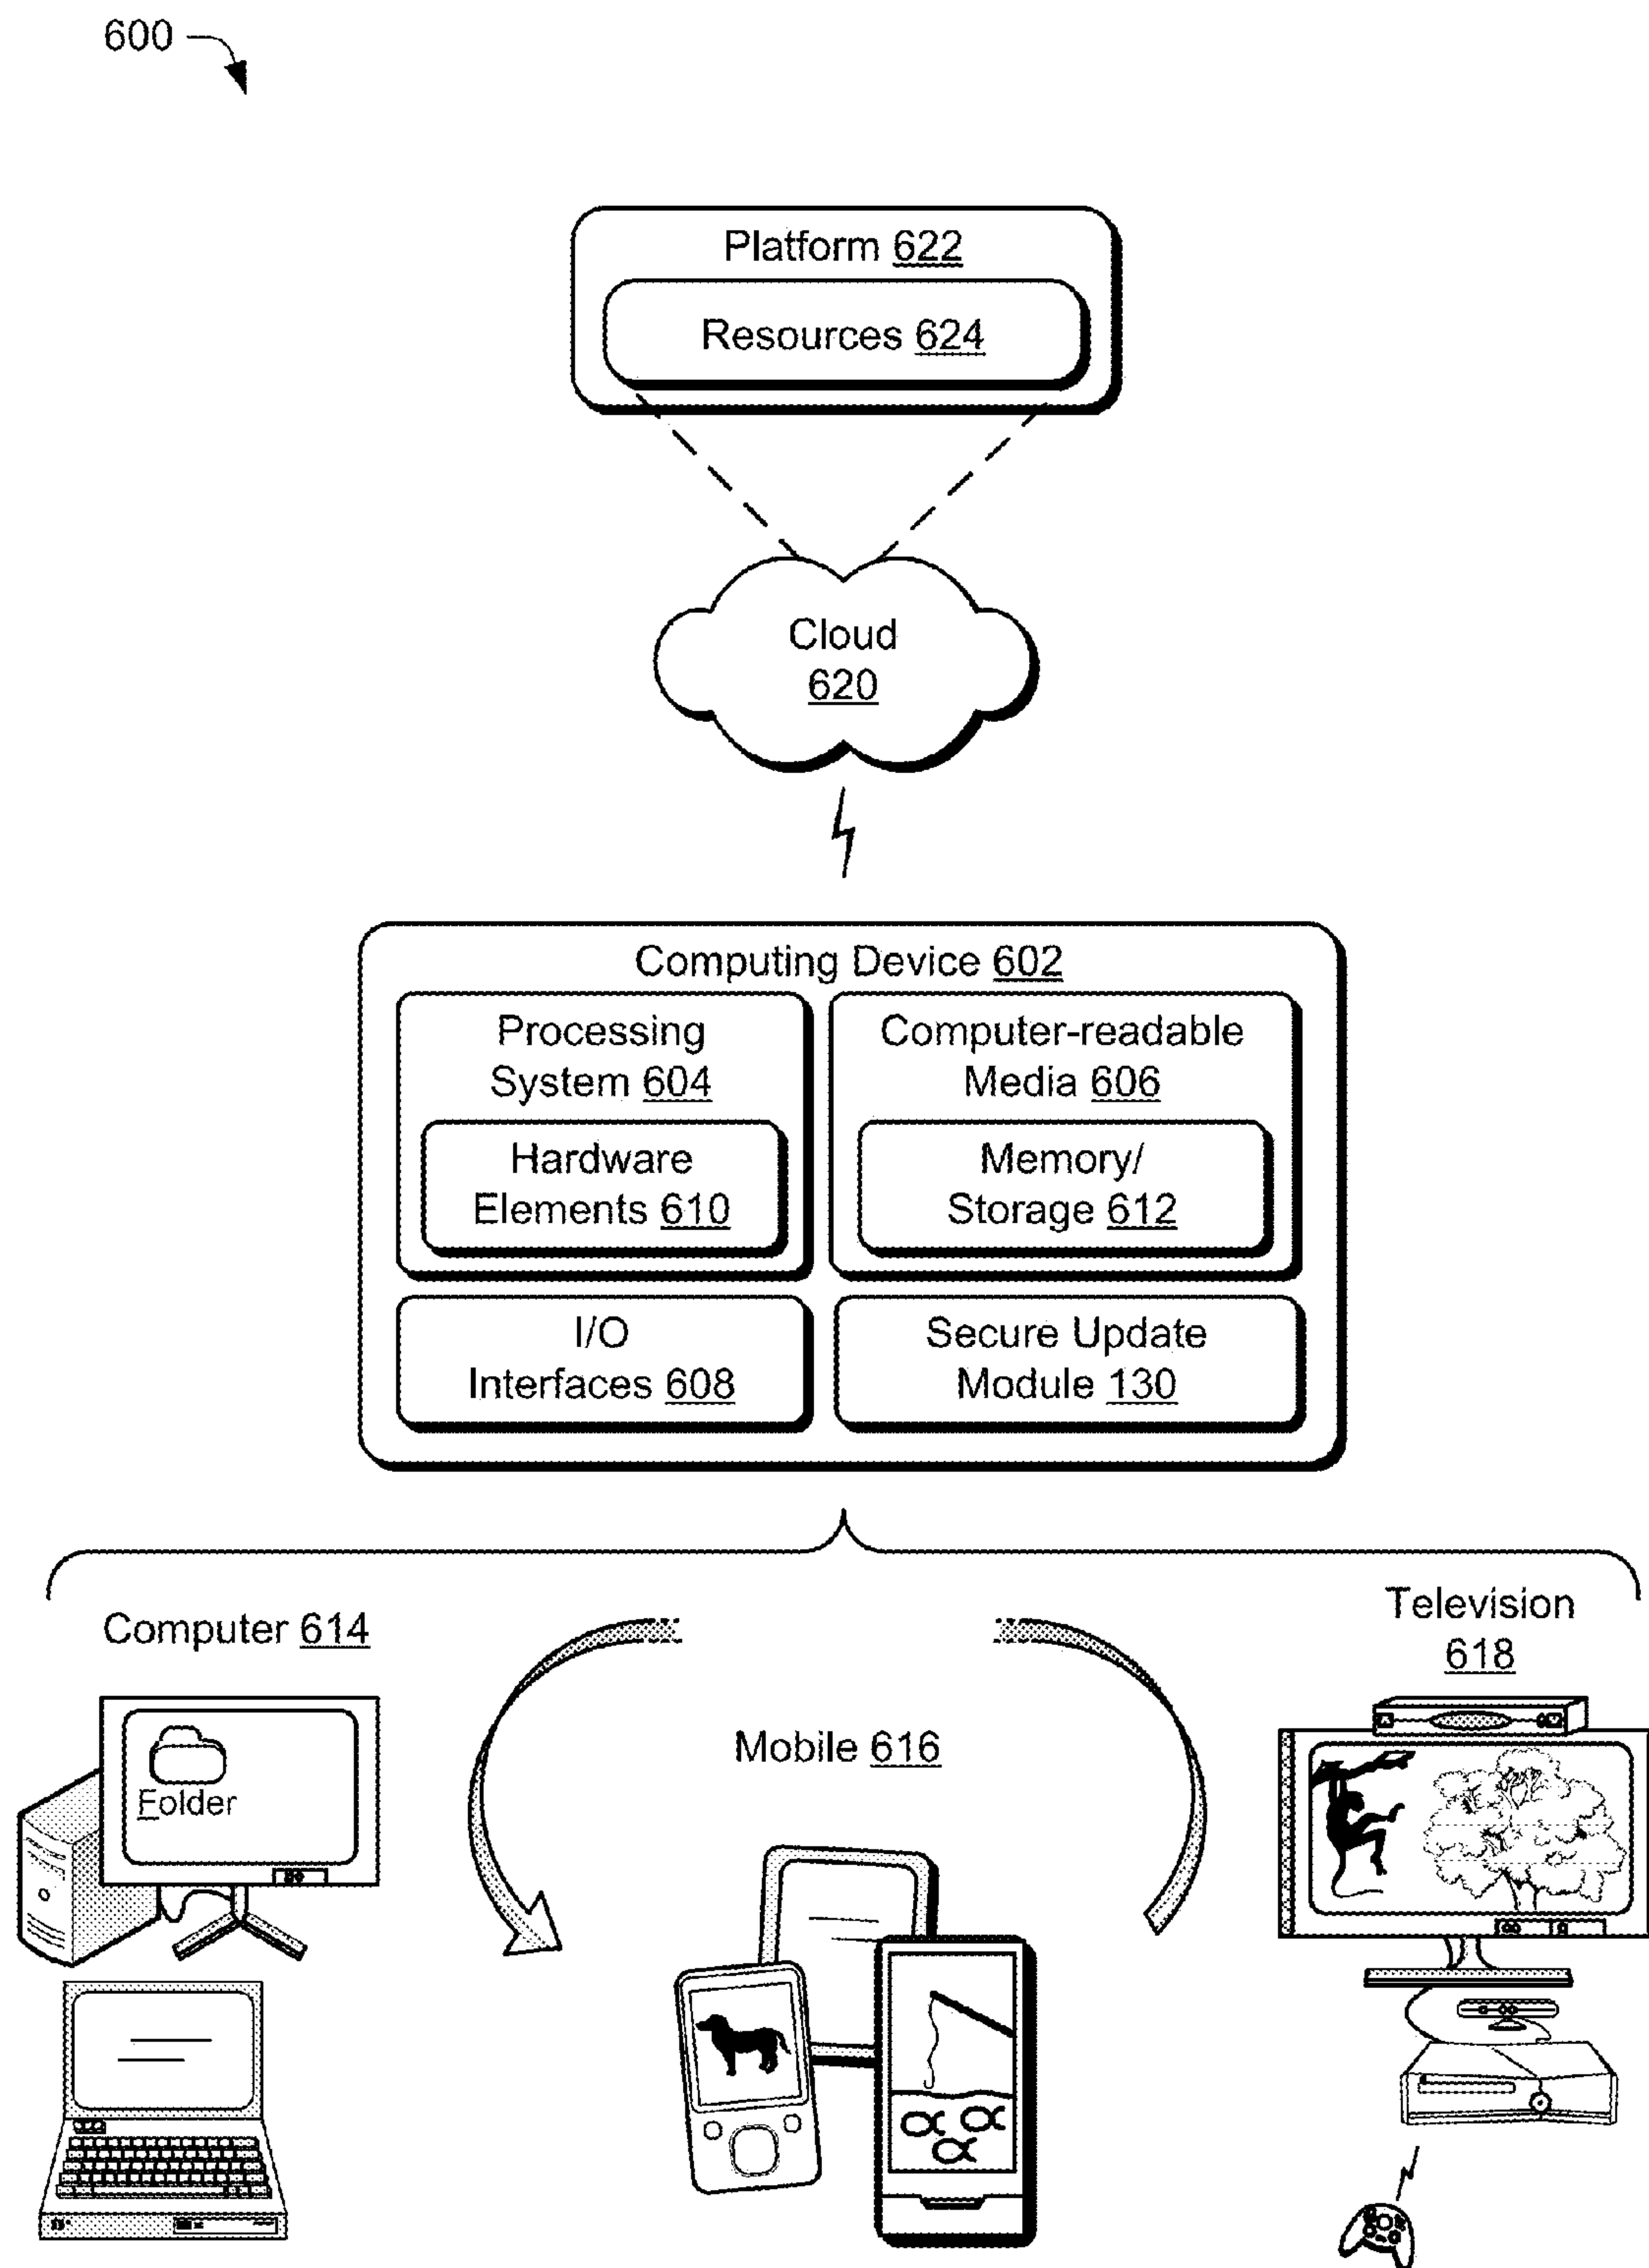 600
Platform 622
Resources 624
Cloud
620
Computing Device 602
Processing
System 604
Hardware
Elements 610
Computer-readable
Media 606
Memory/
Storage 612
I/O
Interfaces 608
Secure Update
Module 130
Computer 614
Folder
Mobile 616
Television
618